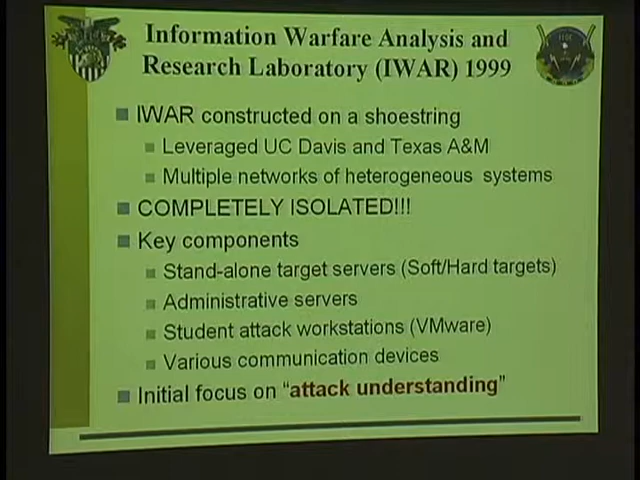 Information Warfare Analysis and
Research Laboratory (IWAR) 1999
IWAR constructed on a shoestring
Leveraged UC Davis and Texas A&M
Multiple networks of heterogeneous systems
COMPLETELY ISOLATED!!!
Key components
Stand-alone target servers (Soft/Hard targets)
Administrative servers
Student attack workstations (VMware)
Various communication devices
Initial focus on “attack understanding”